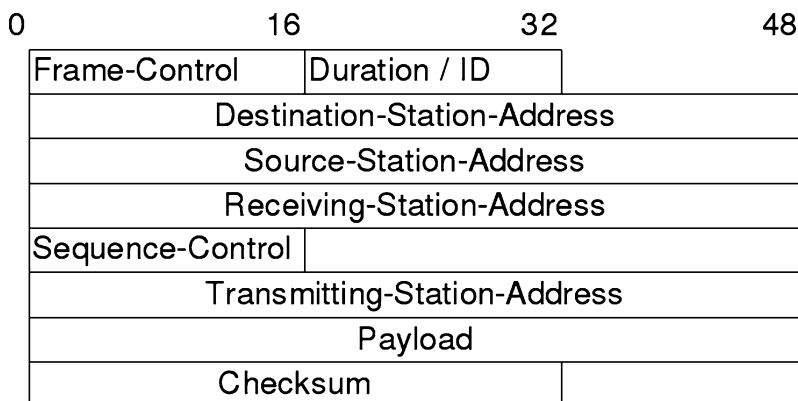 0 16 32 48
Frame-Control Duration / ID
Destination-Station-Address
Source-Station-Address
Receiving-Station-Address
Sequence-Control
Transmitting-Station-Address
Payload
Checksum